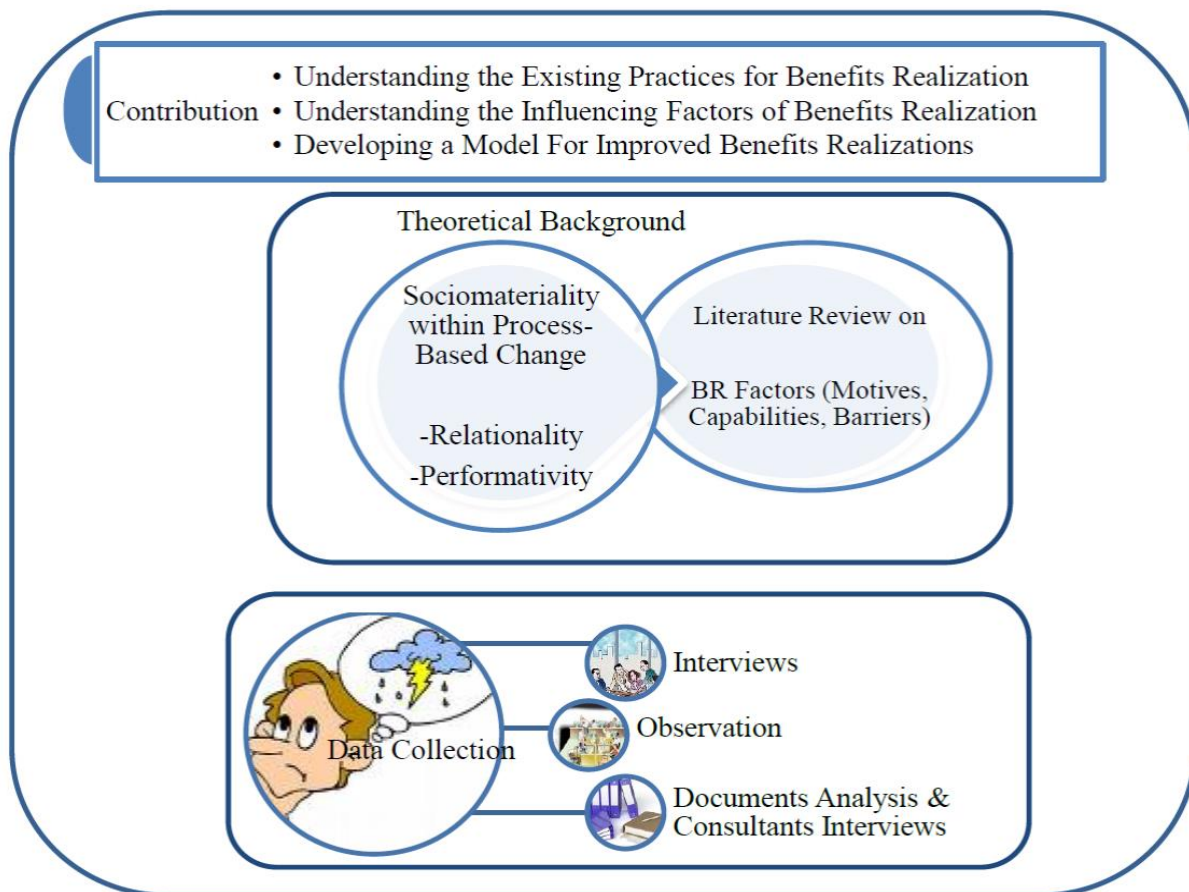 Contribution
• Understanding the Existing Practices for Benefits Realization
• Understanding the Influencing Factors of Benefits Realization
• Developing a Model For Improved Benefits Realizations
Theoretical Background
Sociomateriality
within Process-
Based Change
-Relationality
-Performativity
Literature Review on
BR Factors (Motives,
Capabilities, Barriers)
Data Collection
Interviews
Observation
Documents Analysis &
Consultants Interviews